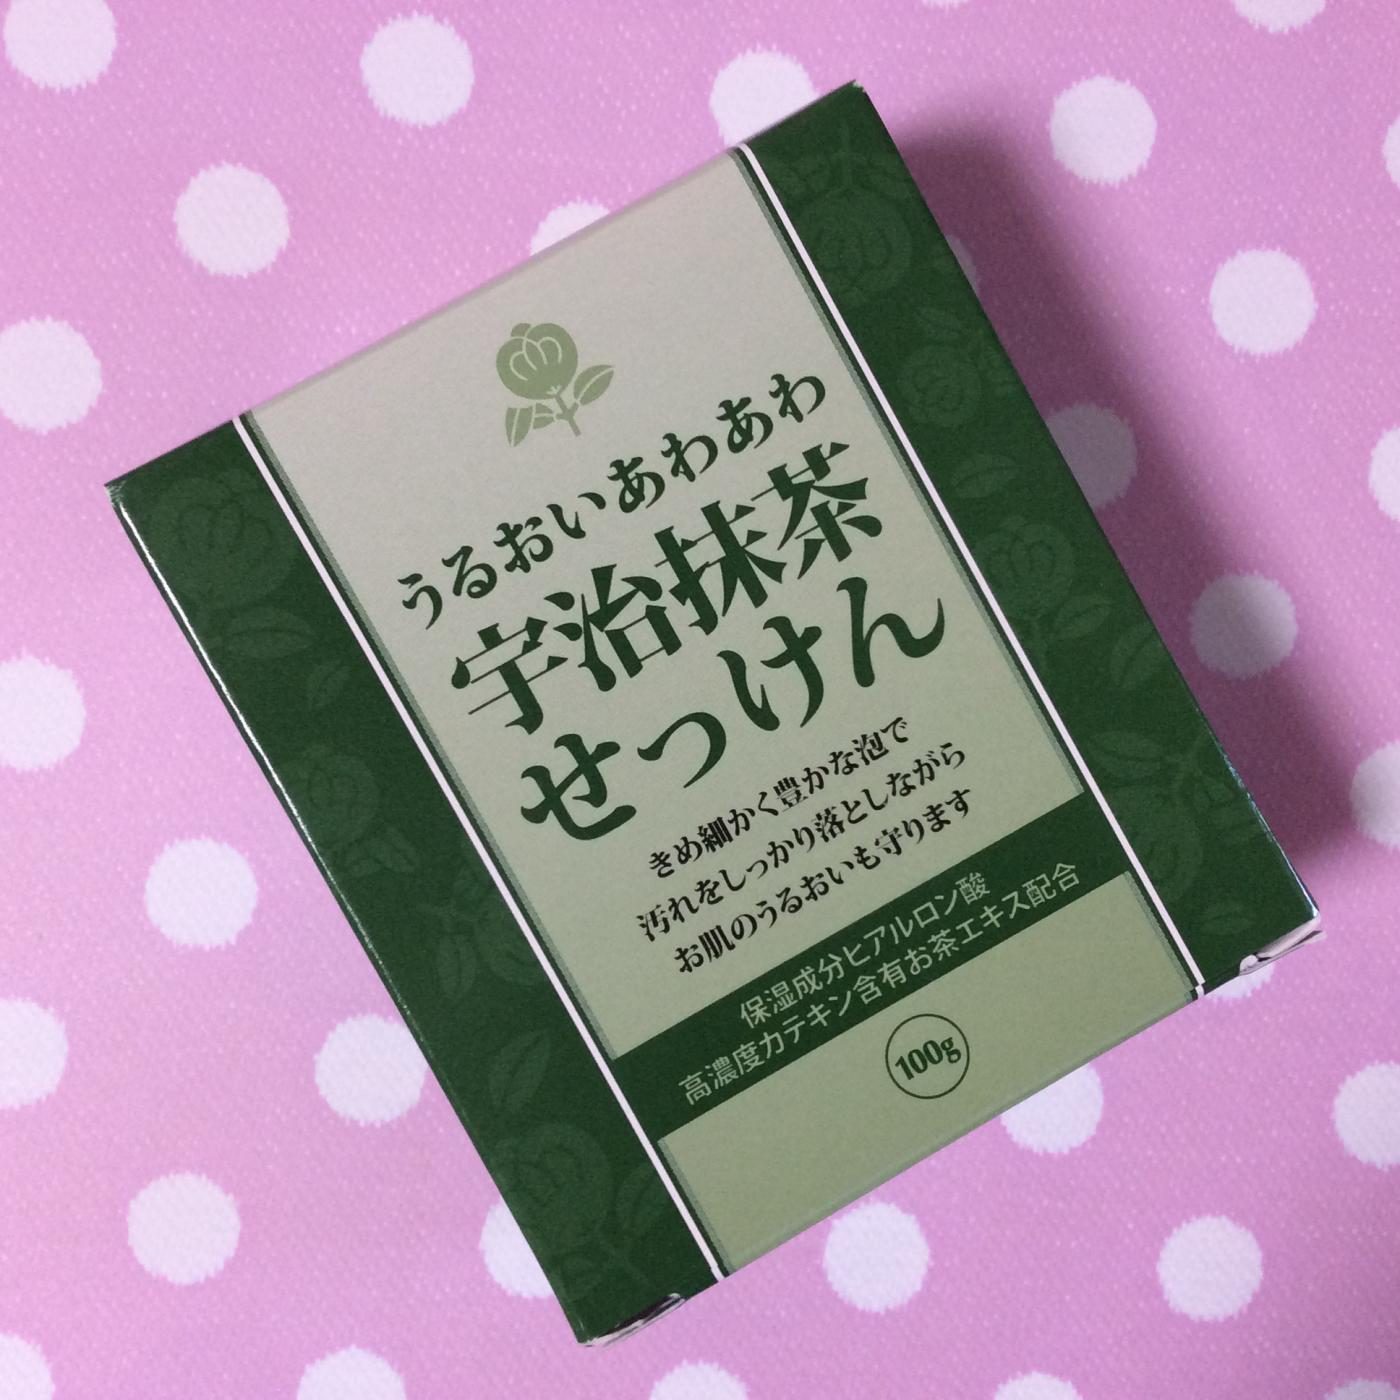 うるおいあわあわ
宇治抹茶
せっけん
きめ細かく豊かな泡で
汚れをしっかり落としながら
お肌のうるおいも守ります
保湿成分ヒアルロン酸
高濃度カテキン含有お茶エキス配合
100g